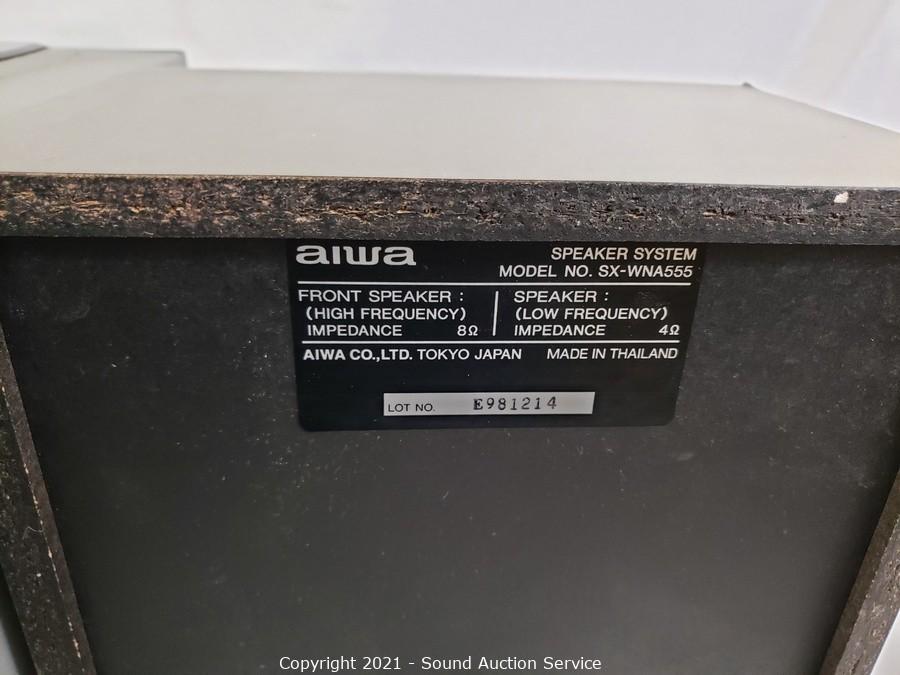 aiwa
SPEAKER SYSTEM
MODEL NO. SX-WNA555
FRONT SPEAKER :
(HIGH FREQUENCY)
IMPEDANCE 8Ω
SPEAKER :
(LOW FREQUENCY)
IMPEDANCE 4Ω
AIWA CO.,LTD. TOKYO JAPAN MADE IN THAILAND
LOT NO. E981214
Copyright 2021 - Sound Auction Service